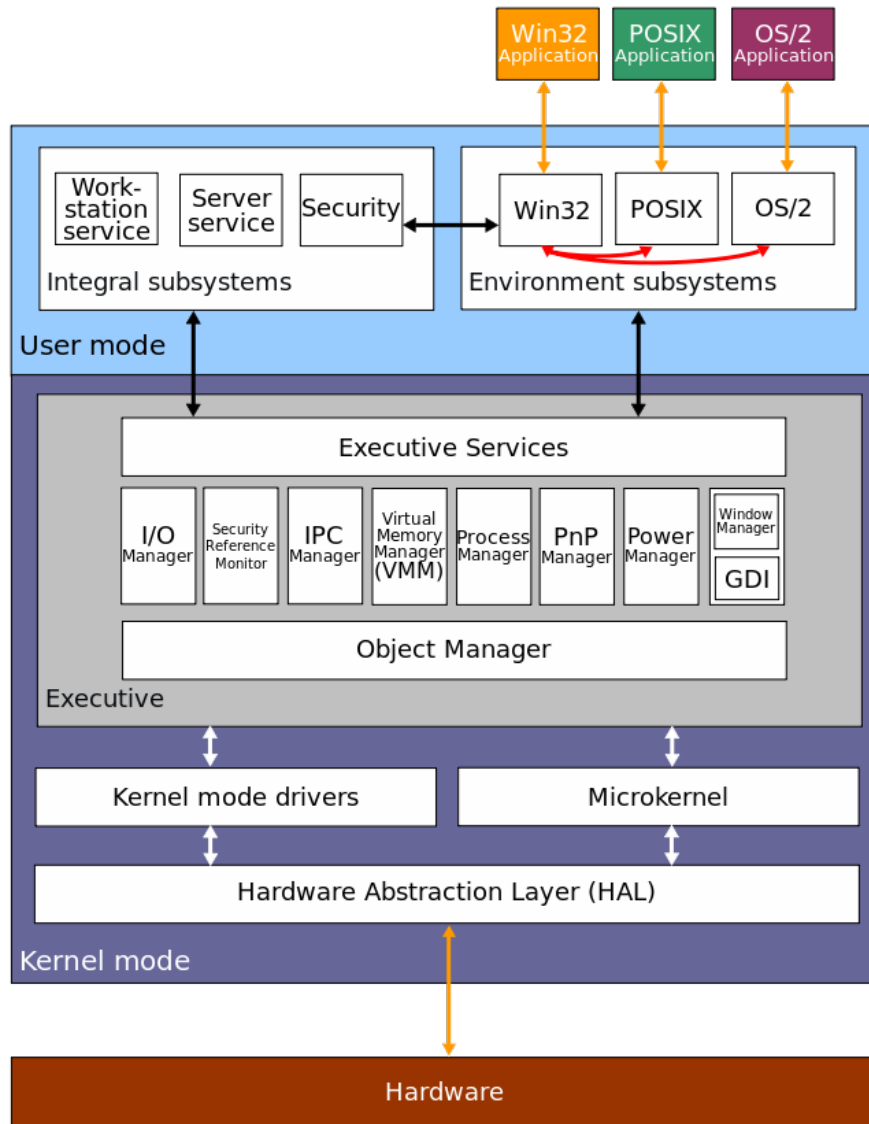 Win32
Application
POSIX
Application
OS/2
Application
Work-
station
service
Server
service
Security
Integral subsystems
Win32
POSIX
OS/2
Environment subsystems
User mode
Executive Services
I/O
Manager
Security
Reference
Monitor
IPC
Manager
Virtual
Memory
Manager
(VMM)
Process
Manager
PnP
Manager
Power
Manager
Window
Manager
GDI
Object Manager
Executive
Kernel mode drivers
Microkernel
Hardware Abstraction Layer (HAL)
Kernel mode
Hardware